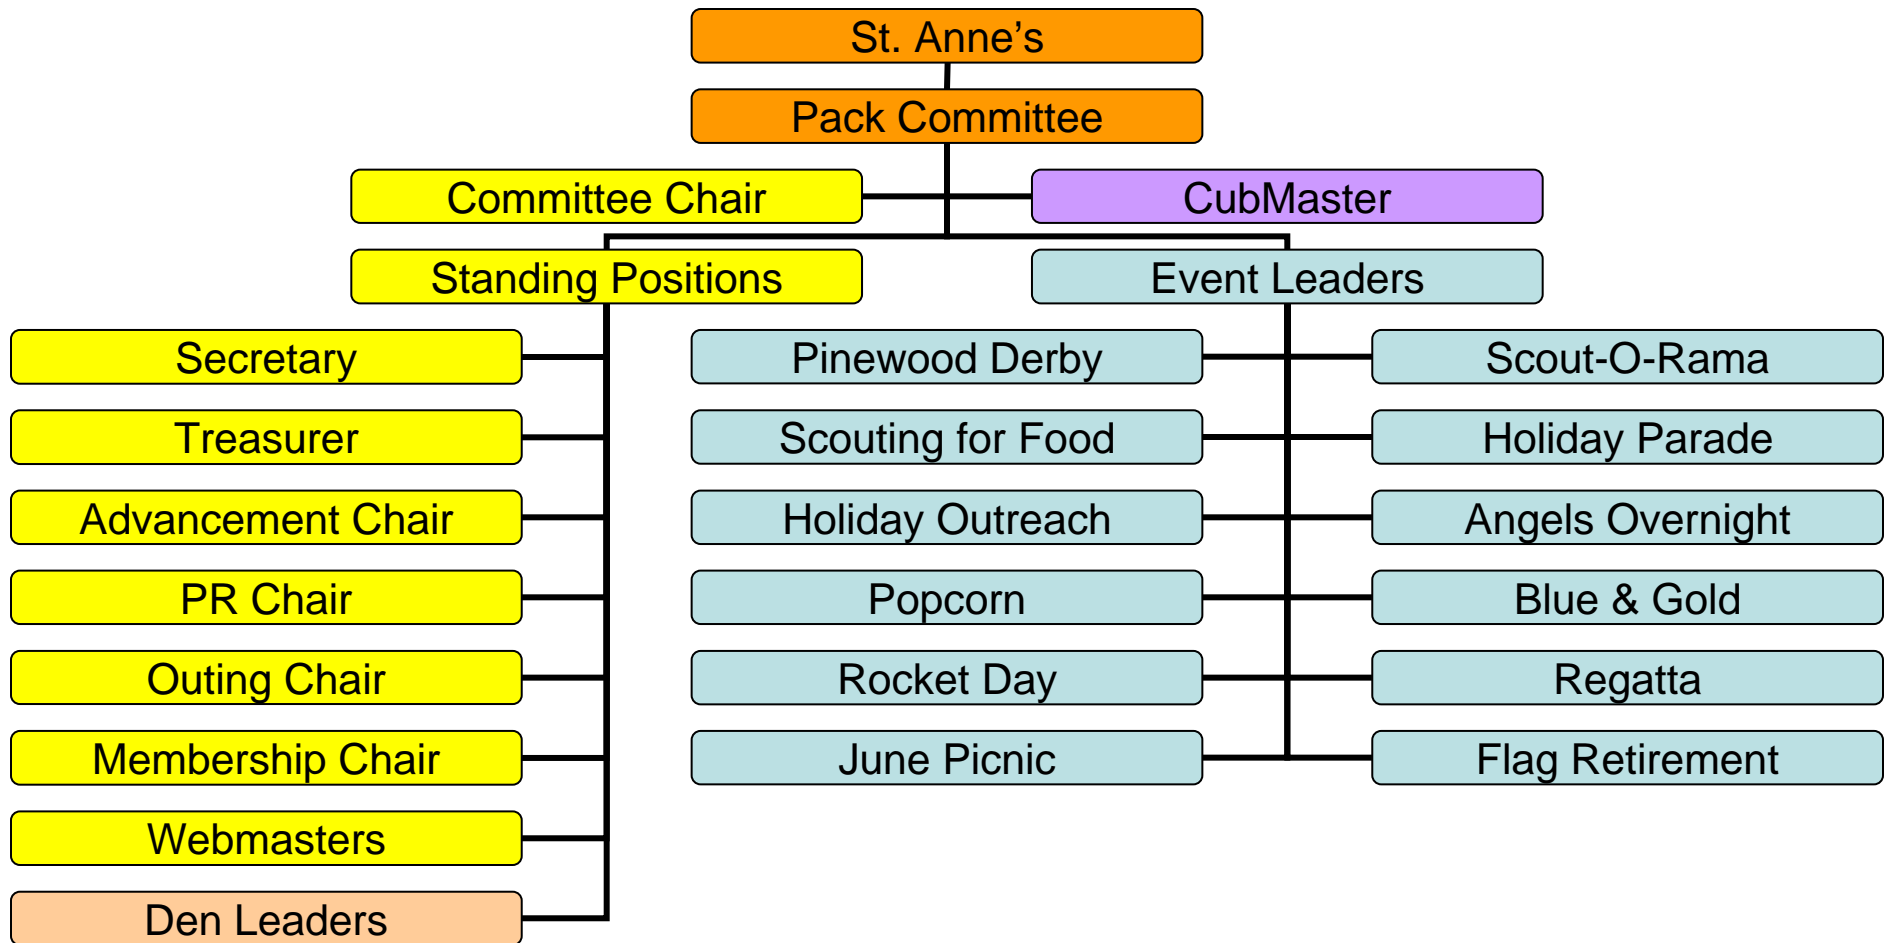 St. Anne’s
Pack Committee
Committee Chair
CubMaster
Standing Positions
Event Leaders
Secretary
Pinewood Derby
Scout-O-Rama
Treasurer
Scouting for Food
Holiday Parade
Advancement Chair
Holiday Outreach
Angels Overnight
PR Chair
Popcorn
Blue & Gold
Outing Chair
Rocket Day
Regatta
Membership Chair
June Picnic
Flag Retirement
Webmasters
Den Leaders